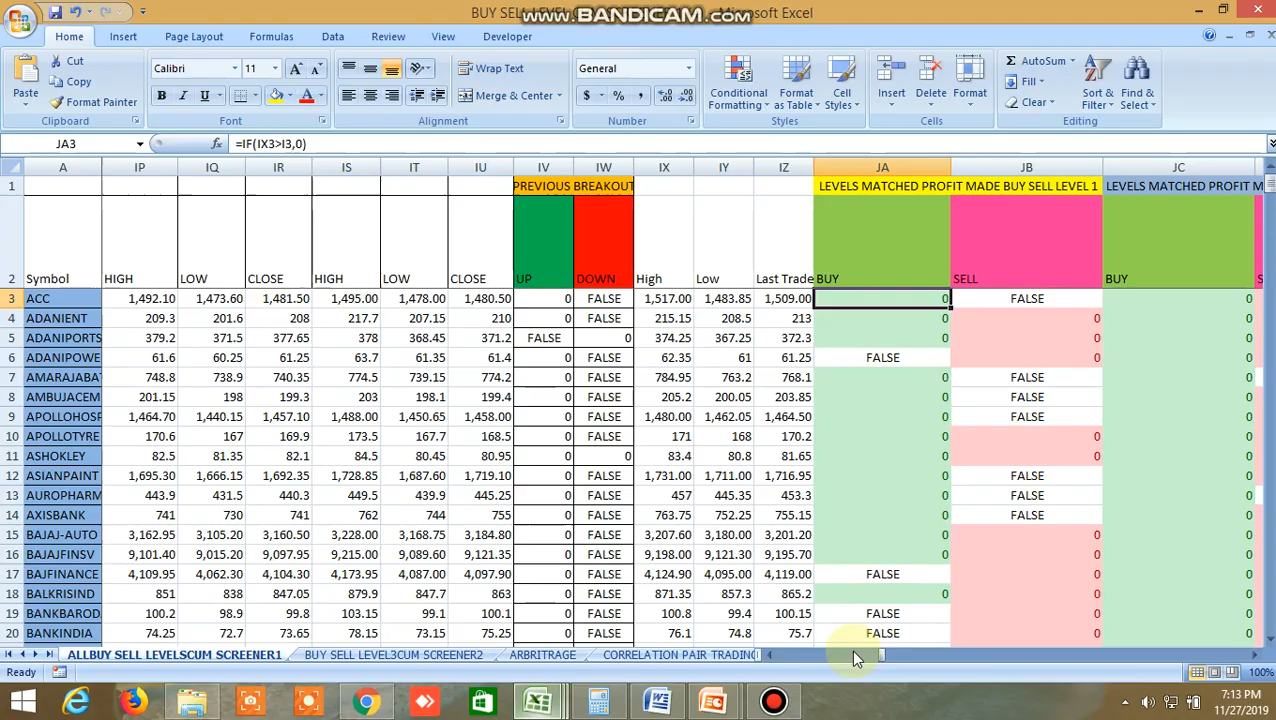 BUY SELL LEVEL
www.BANDICAM.com
Microsoft Excel
Home Insert Page Layout Formulas Data Review View Developer
Cut
Copy
Format Painter
Paste
Clipboard
Calibri 11
B I U
Font
Wrap Text
Merge & Center
Alignment
General
$ % ,
Number
Conditional Formatting
Format as Table
Cell Styles
Styles
Insert Delete Format
Cells
AutoSum
Fill
Clear
Sort & Filter
Find & Select
Editing
JA3 fx =IF(IX3>I3,0)
A IP IQ IR IS IT IU IV IW IX IY IZ JA JB JC
1 PREVIOUS BREAKOUT LEVELS MATCHED PROFIT MADE BUY SELL LEVEL 1 LEVELS MATCHED PROFIT M
2 Symbol HIGH LOW CLOSE HIGH LOW CLOSE UP DOWN High Low Last Trade BUY SELL BUY S
3 ACC 1,492.10 1,473.60 1,481.50 1,495.00 1,478.00 1,480.50 0 FALSE 1,517.00 1,483.85 1,509.00 0 FALSE 0
4 ADANIENT 209.3 201.6 208 217.7 207.15 210 0 FALSE 215.15 208.5 213 0 0 0
5 ADANIPORTS 379.2 371.5 377.65 378 368.45 371.2 FALSE 0 374.25 367.25 372.3 0 0 0
6 ADANIPOWE 61.6 60.25 61.25 63.7 61.35 61.4 0 FALSE 62.35 61 61.25 FALSE 0 0
7 AMARAJABA 748.8 738.9 740.35 774.5 739.15 774.2 0 FALSE 784.95 763.2 768.1 0 FALSE 0
8 AMBUJACEM 201.15 198 199.3 203 198.1 199.4 0 FALSE 205.2 200.05 203.85 0 FALSE 0
9 APOLLOHOSP 1,464.70 1,440.15 1,457.10 1,488.00 1,450.65 1,458.00 0 FALSE 1,480.00 1,462.00 1,464.50 0 FALSE 0
10 APOLLOTYRE 170.6 167 169.9 173.5 167.7 168.5 0 FALSE 171 168 170.2 0 0 0
11 ASHOKLEY 82.5 81.35 82.1 84.5 80.45 80.95 0 0 83.4 80.8 81.65 0 0 0
12 ASIANPAINT 1,695.30 1,666.15 1,692.35 1,728.85 1,687.60 1,719.10 0 FALSE 1,731.00 1,711.00 1,716.95 0 FALSE 0
13 AUROPHARM 443.9 431.5 440.3 449.5 439.9 445.25 0 FALSE 457 445.35 453.3 0 FALSE 0
14 AXISBANK 741 730 741 762 744 755 0 FALSE 763.75 752.25 755.15 0 FALSE 0
15 BAJAJ-AUTO 3,162.95 3,105.20 3,160.50 3,228.00 3,168.75 3,184.80 0 FALSE 3,207.60 3,180.00 3,201.20 0 0 0
16 BAJAJFINSV 9,101.40 9,015.20 9,097.95 9,215.00 9,089.60 9,121.35 0 FALSE 9,198.00 9,121.30 9,195.70 0 0 0
17 BAJFINANCE 4,109.95 4,062.30 4,104.30 4,173.95 4,087.00 4,097.90 0 FALSE 4,124.90 4,095.00 4,119.00 FALSE 0 0
18 BALKRISIND 851 838 847.05 879.9 847.7 863 0 FALSE 871.35 857.3 865.2 0 0 0
19 BANKBAROD 100.2 98.9 99.8 103.15 99.1 100.1 0 FALSE 100.8 99.4 100.15 FALSE 0 0
20 BANKINDIA 74.25 72.7 73.65 78.15 73.15 75.25 0 FALSE 76.1 74.8 75.7 FALSE 0 0
ALLBUY SELL LEVELSCUM SCREENER1 BUY SELL LEVEL3CUM SCREENER2 ARBITRAGE CORRELATION PAIR TRADING
Ready 100%
7:13 PM
11/27/2019